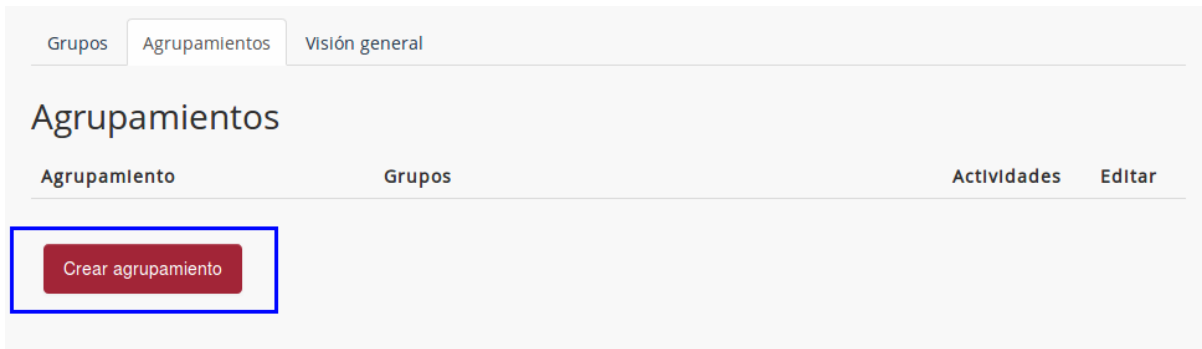 Grupos Agrupamientos Visión general
Agrupamientos
Agrupamiento Grupos Actividades Editar
Crear agrupamiento